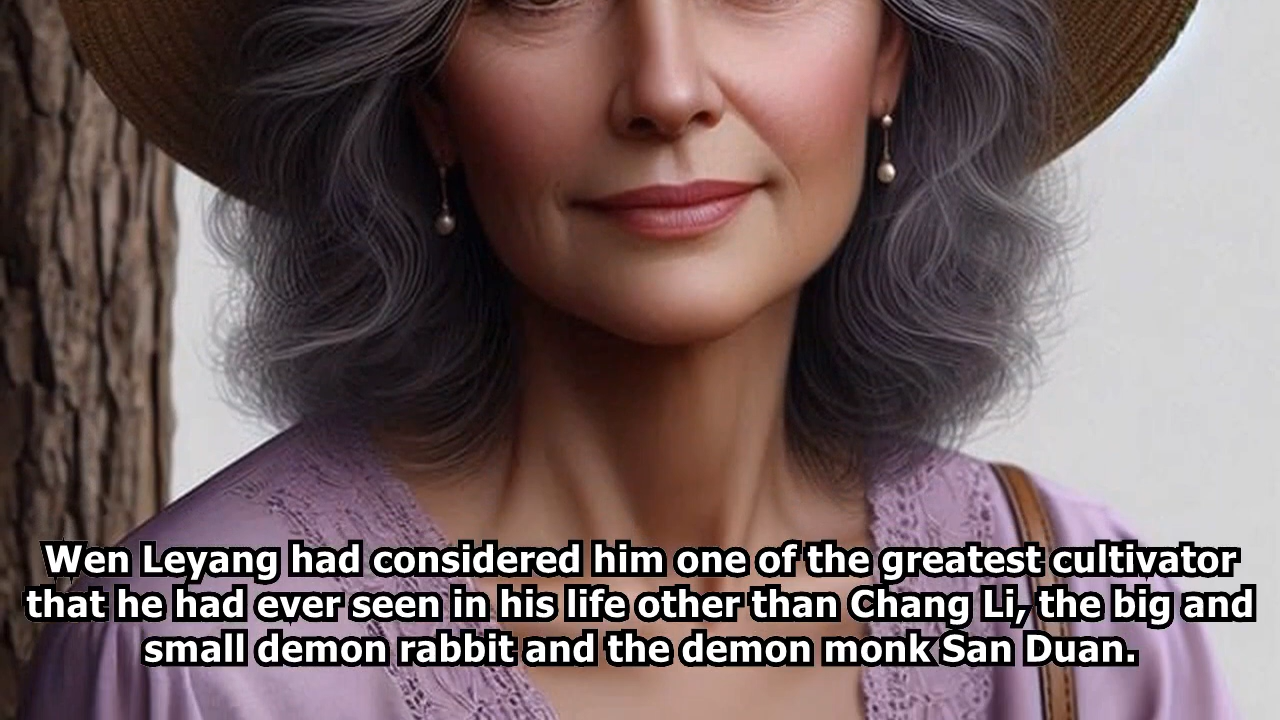 Wen Leyang had considered him one of the greatest cultivator
that he had ever seen in his life other than Chang Li, the big and
small demon rabbit and the demon monk San Duan.